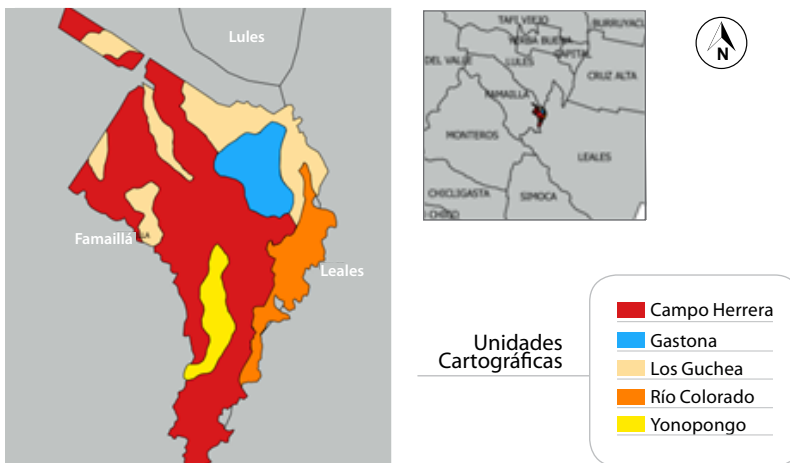 Lules
Famaillá
Leales
TAFI VIEJO
BURRUYACU
YERBA BUENA
CAPITAL
DEL VALLE
LULES
CRUZ ALTA
FAMAILLA
MONTEROS
LEALES
CHICLIGASTA
SIMOCA
CHICO
N
Unidades
Cartográficas
Campo Herrera
Gastona
Los Guchea
Río Colorado
Yonopongo